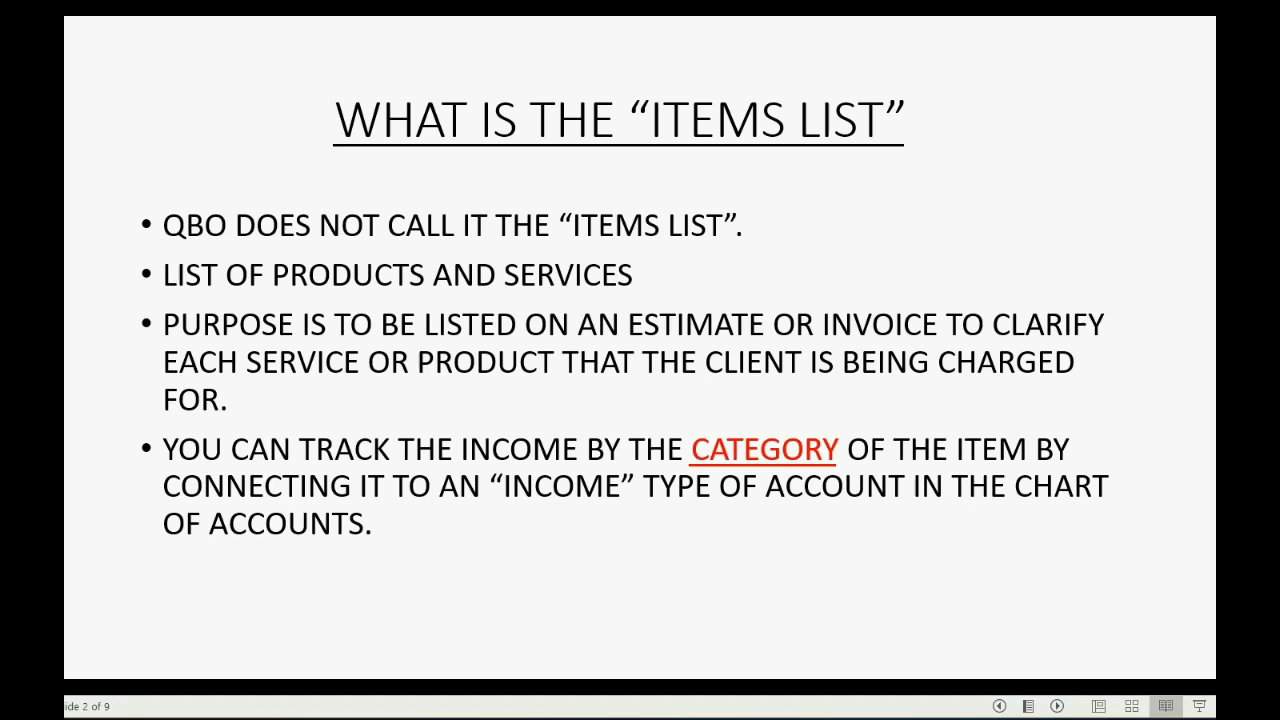 WHAT IS THE “ITEMS LIST”
• QBO DOES NOT CALL IT THE “ITEMS LIST”.
• LIST OF PRODUCTS AND SERVICES
• PURPOSE IS TO BE LISTED ON AN ESTIMATE OR INVOICE TO CLARIFY
EACH SERVICE OR PRODUCT THAT THE CLIENT IS BEING CHARGED
FOR.
• YOU CAN TRACK THE INCOME BY THE CATEGORY OF THE ITEM BY
CONNECTING IT TO AN “INCOME” TYPE OF ACCOUNT IN THE CHART
OF ACCOUNTS.
ide 2 of 9